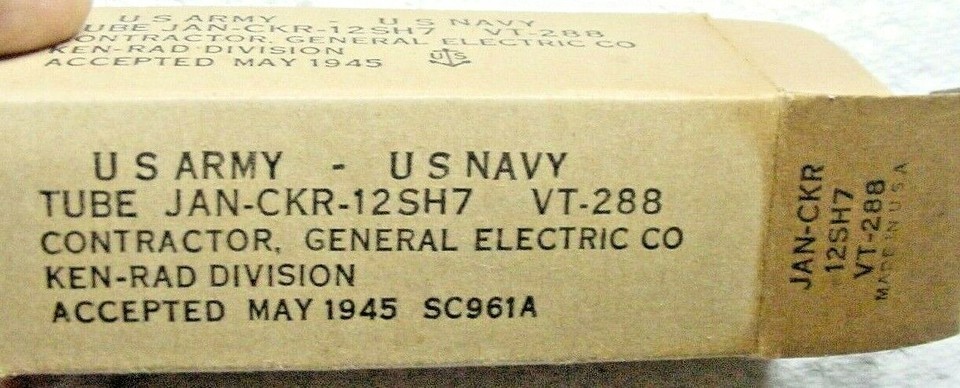 U S ARMY - U S NAVY
TUBE JAN-CKR-12SH7 VT-288
CONTRACTOR, GENERAL ELECTRIC CO
KEN-RAD DIVISION
ACCEPTED MAY 1945
U S
U S ARMY - U S NAVY
TUBE JAN-CKR-12SH7 VT-288
CONTRACTOR, GENERAL ELECTRIC CO
KEN-RAD DIVISION
ACCEPTED MAY 1945 SC961A
JAN-CKR
12SH7
VT-288
MADE IN USA